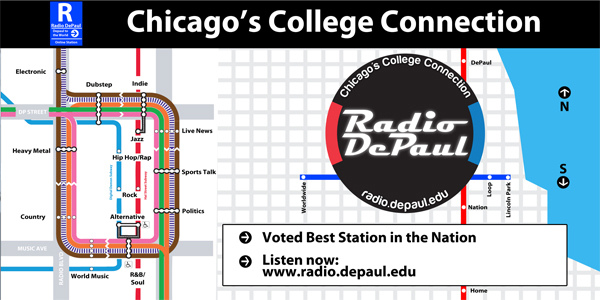 R
Radio DePaul
Depaul to the World
Online Station
Chicago's College Connection
Electronic
Dubstep
Indie
DP STREET
Jazz
Live News
Heavy Metal
Hip Hop/Rap
Sports Talk
Rock
Politics
Country
Alternative
MUSIC AVE
RADIO BLVD
World Music
R&B/
Soul
DePaul
Chicago's College Connection
Radio
DePaul
radio.depaul.edu
Worldwide
Loop
Lincoln Park
Nation
N
S
Voted Best Station in the Nation
Listen now:
www.radio.depaul.edu
Home